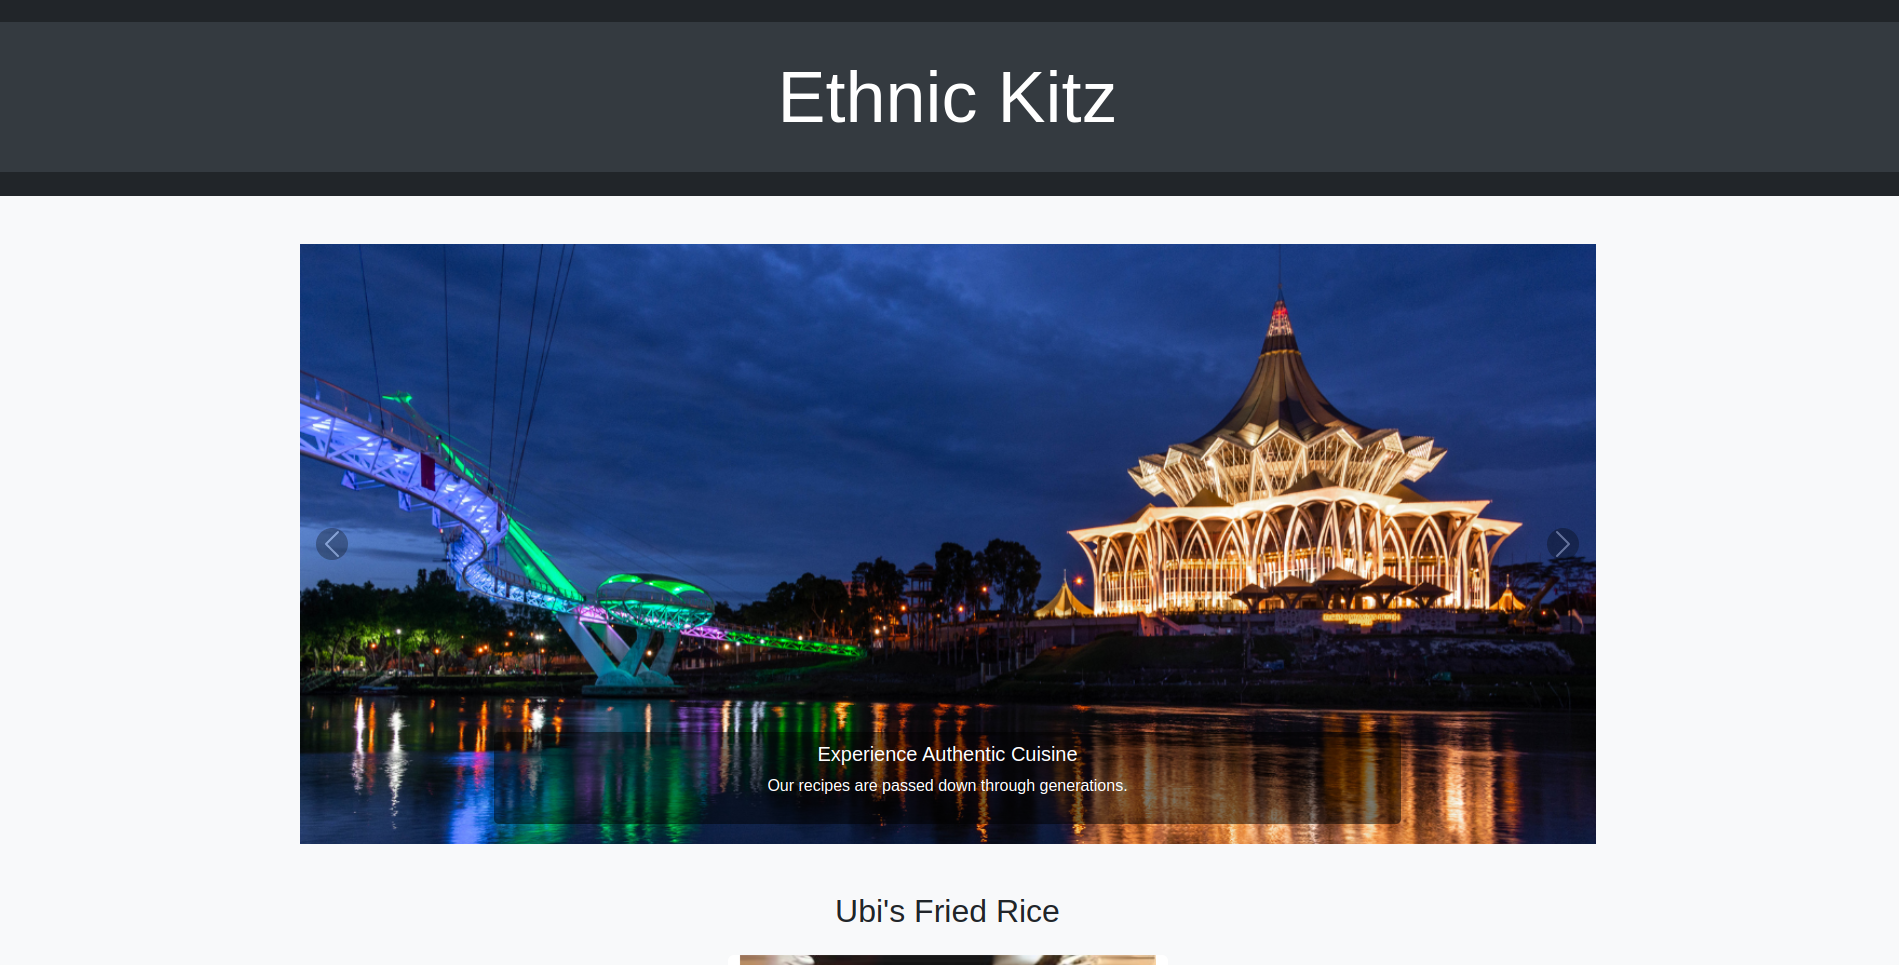 Ethnic Kitz
Experience Authentic Cuisine
Our recipes are passed down through generations.
Ubi's Fried Rice